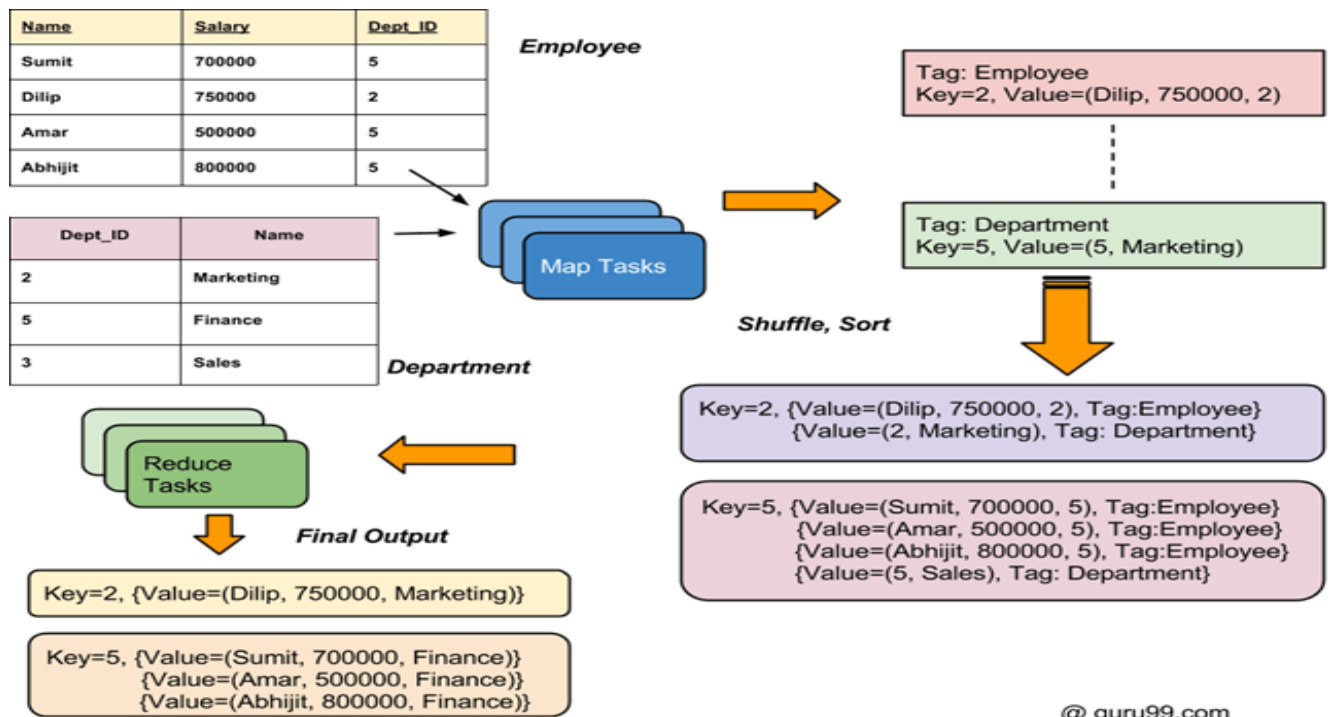 Name Salary Dept_ID
Sumit 700000 5
Dilip 750000 2
Amar 500000 5
Abhijit 800000 5
Employee
Tag: Employee
Key=2, Value=(Dilip, 750000, 2)
Dept_ID Name
2 Marketing
5 Finance
3 Sales
Department
Map Tasks
Tag: Department
Key=5, Value=(5, Marketing)
Shuffle, Sort
Key=2, {Value=(Dilip, 750000, 2), Tag:Employee}
{Value=(2, Marketing), Tag: Department}
Key=5, {Value=(Sumit, 700000, 5), Tag:Employee}
{Value=(Amar, 500000, 5), Tag:Employee}
{Value=(Abhijit, 800000, 5), Tag:Employee}
{Value=(5, Sales), Tag: Department}
Reduce
Tasks
Final Output
Key=2, {Value=(Dilip, 750000, Marketing)}
Key=5, {Value=(Sumit, 700000, Finance)}
{Value=(Amar, 500000, Finance)}
{Value=(Abhijit, 800000, Finance)}
@ guru99.com